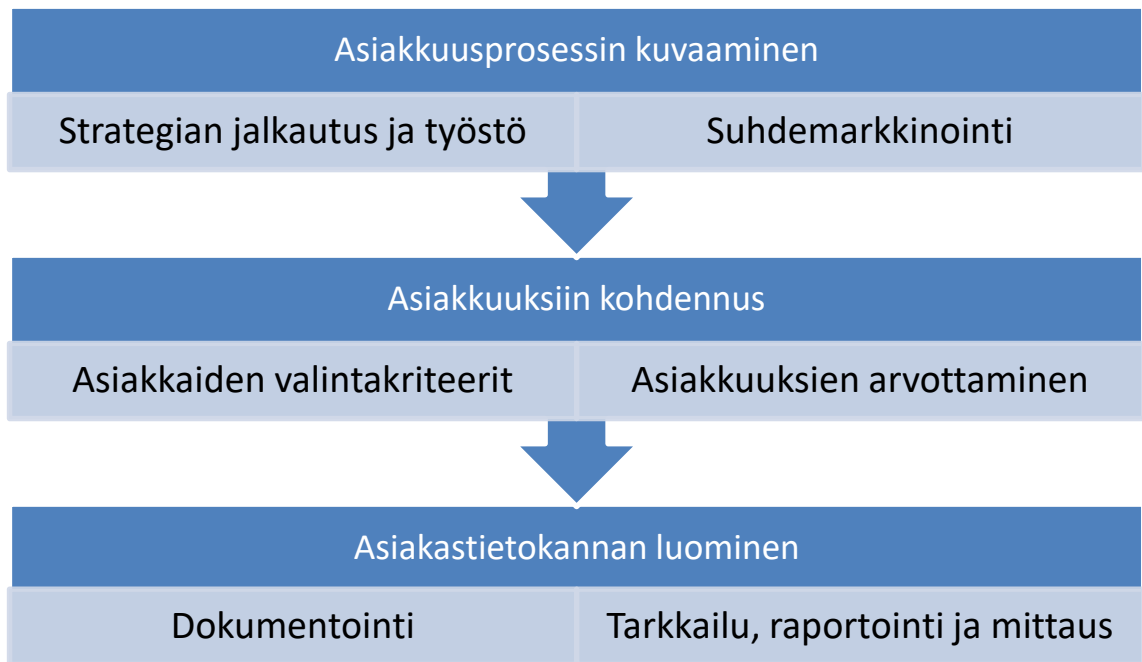 Asiakkuusprosessin kuvaaminen
Strategian jalkautus ja työstö
Suhdemarkkinointi
Asiakkuuksiin kohdennus
Asiakkaiden valintakriteerit
Asiakkuuksien arvottaminen
Asiakastietokannan luominen
Dokumentointi
Tarkkailu, raportointi ja mittaus